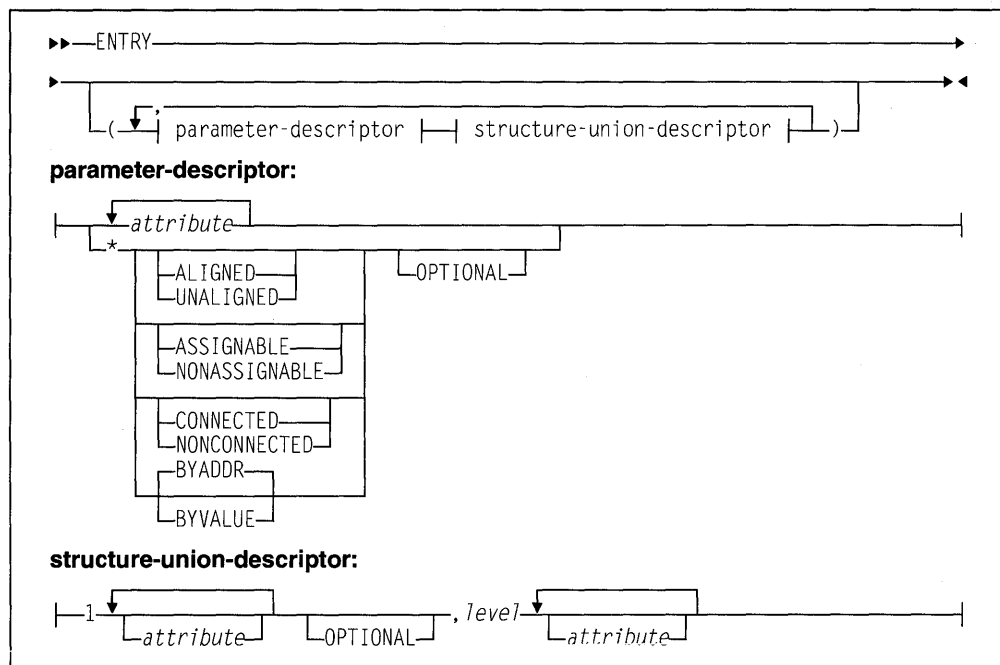 ENTRY
,
( parameter-descriptor structure-union-descriptor )
parameter-descriptor:
attribute
*
ALIGNED OPTIONAL
UNALIGNED
ASSIGNABLE
NONASSIGNABLE
CONNECTED
NONCONNECTED
BYADDR
BYVALUE
structure-union-descriptor:
1 , level
attribute OPTIONAL attribute